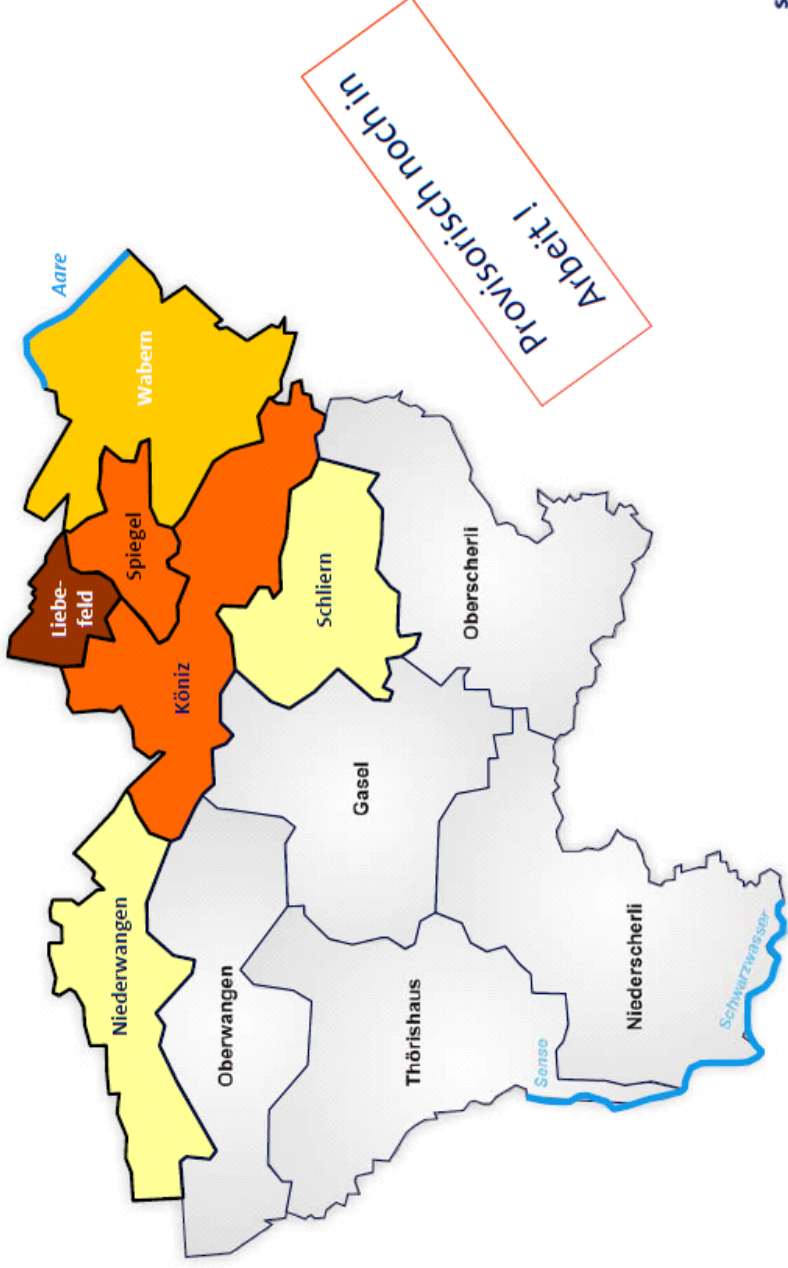 Liebe-
feld
Aare
Niederwangen
Spiegel
Wabern
Köniz
Oberwangen
Schliern
Gasel
Thörishaus
Oberscherli
Provisorisch noch in
Arbeit !
Sense
Niederscherli
Schwarzwasser